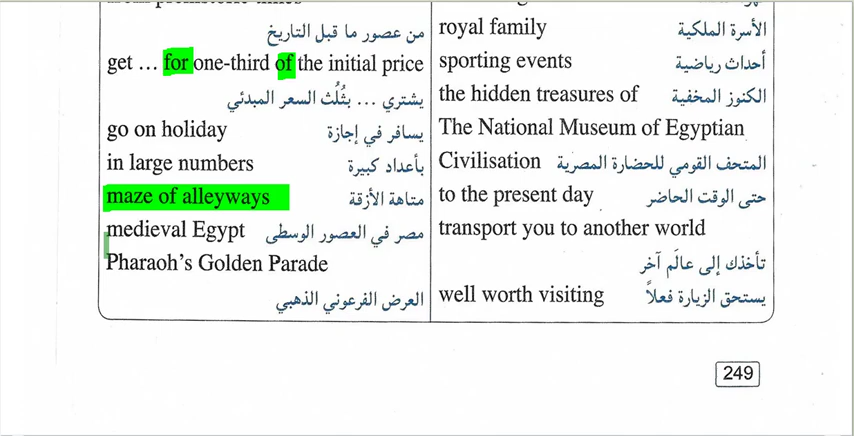 من عصور ما قبل التاريخ
get ... for one-third of the initial price
يشتري ... بثُلُث السعر المبدئي
go on holiday يسافر في إجازة
in large numbers بأعداد كبيرة
maze of alleyways متاهة الأزقة
medieval Egypt مصر في العصور الوسطى
Pharaoh's Golden Parade
العرض الفرعوني الذهبي
royal family الأسرة الملكية
sporting events أحداث رياضية
the hidden treasures of الكنوز المخفية
The National Museum of Egyptian
Civilisation المتحف القومي للحضارة المصرية
to the present day حتى الوقت الحاضر
transport you to another world
تأخذك إلى عالَم آخر
well worth visiting يستحق الزيارة فعلاً
249